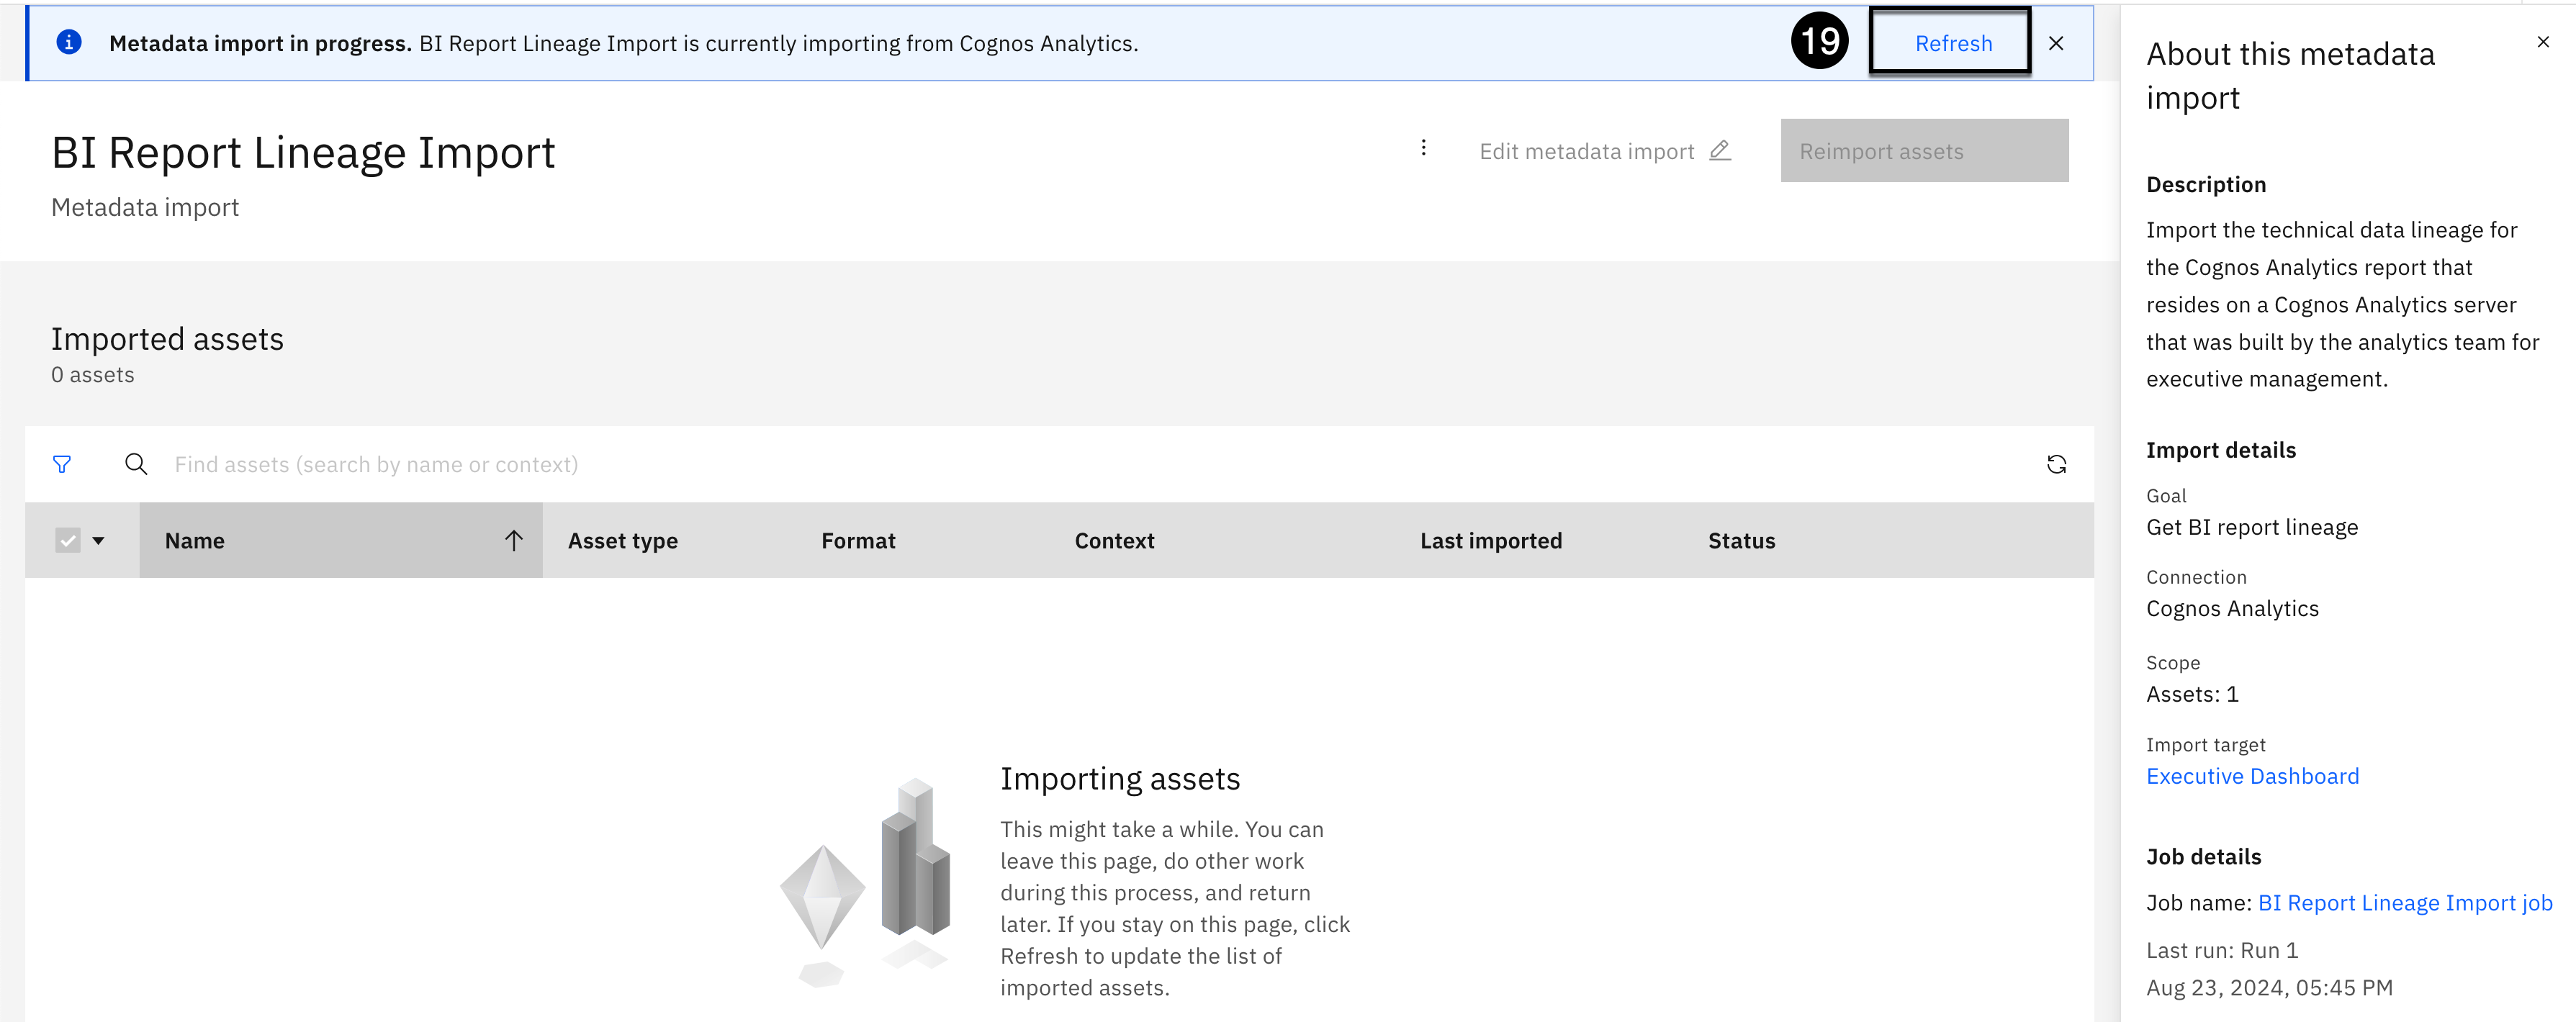 Metadata import in progress. BI Report Lineage Import is currently importing from Cognos Analytics.
19
Refresh
BI Report Lineage Import
Metadata import
Edit metadata import
Reimport assets
Imported assets
0 assets
Find assets (search by name or context)
Name
Asset type
Format
Context
Last imported
Status
Importing assets
This might take a while. You can
leave this page, do other work
during this process, and return
later. If you stay on this page, click
Refresh to update the list of
imported assets.
About this metadata
import
Description
Import the technical data lineage for
the Cognos Analytics report that
resides on a Cognos Analytics server
that was built by the analytics team for
executive management.
Import details
Goal
Get BI report lineage
Connection
Cognos Analytics
Scope
Assets: 1
Import target
Executive Dashboard
Job details
Job name: BI Report Lineage Import job
Last run: Run 1
Aug 23, 2024, 05:45 PM